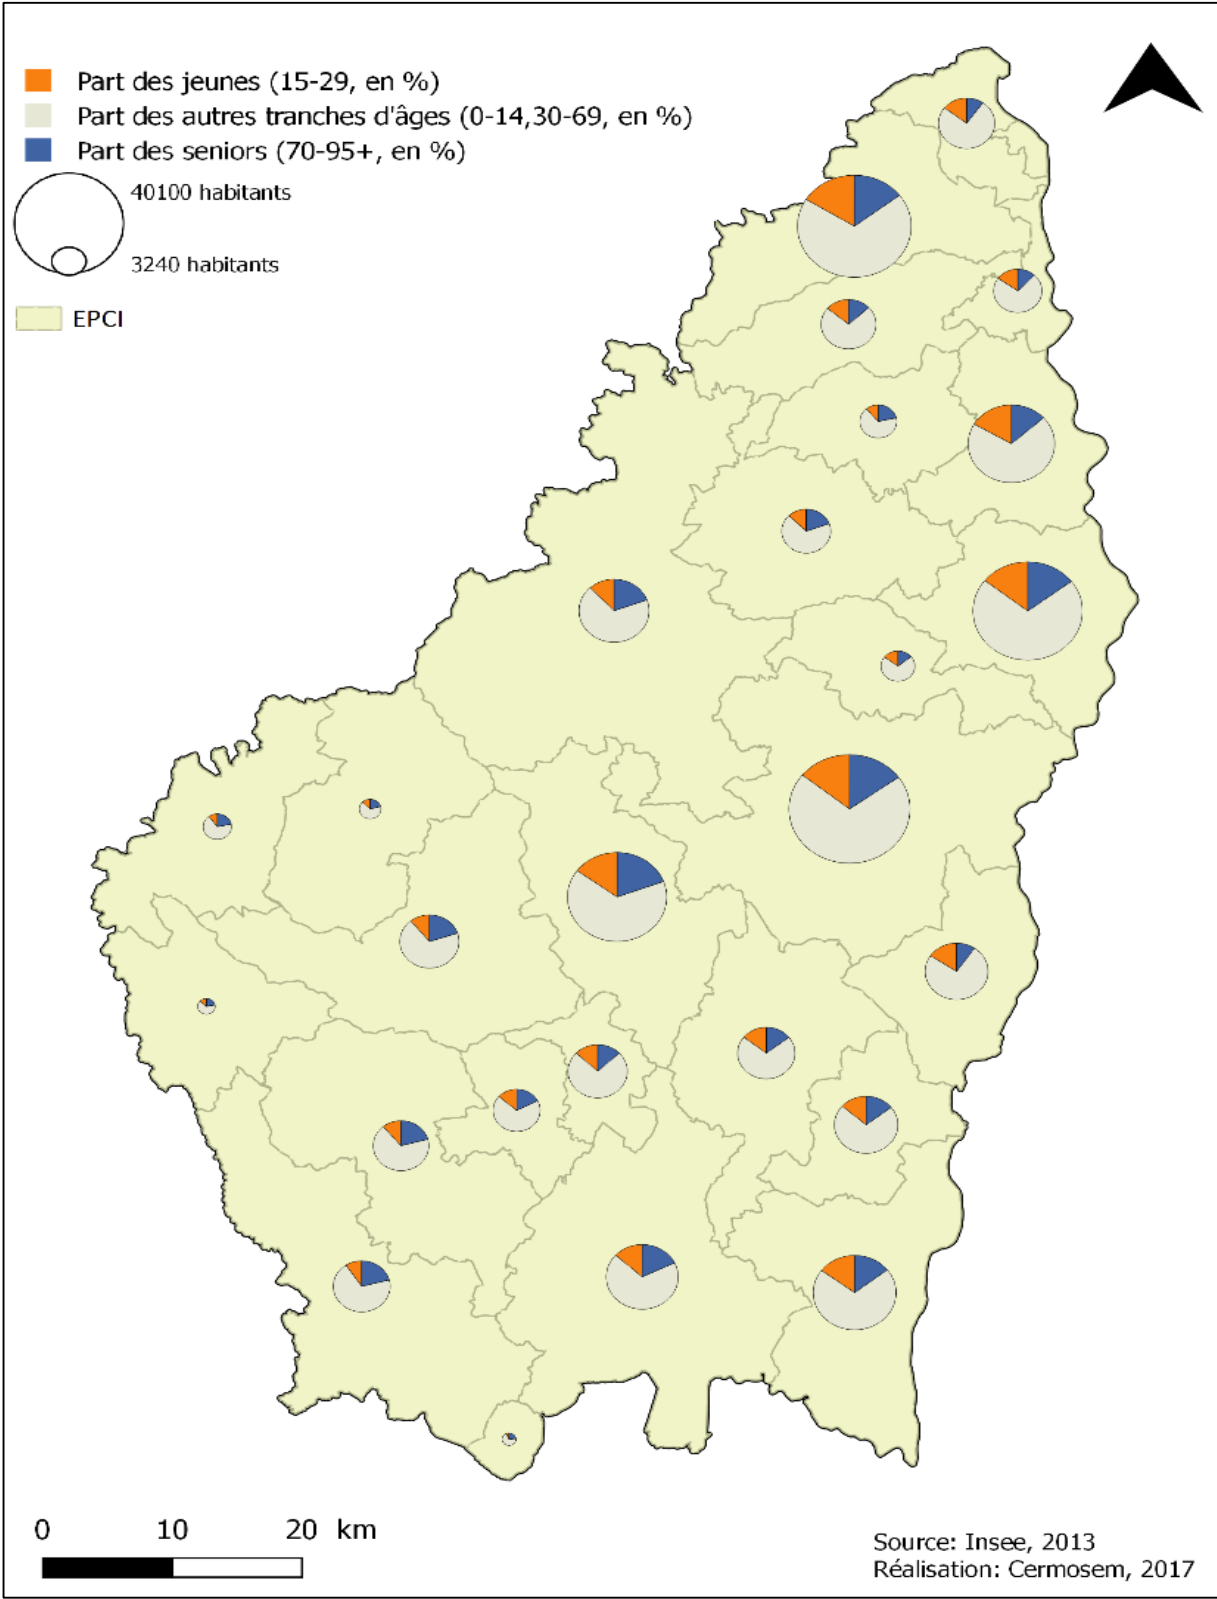 Part des jeunes (15-29, en %)
Part des autres tranches d'âges (0-14,30-69, en %)
Part des seniors (70-95+, en %)
40100 habitants
3240 habitants
EPCI
0 10 20 km
Source: Insee, 2013
Réalisation: Cermosem, 2017